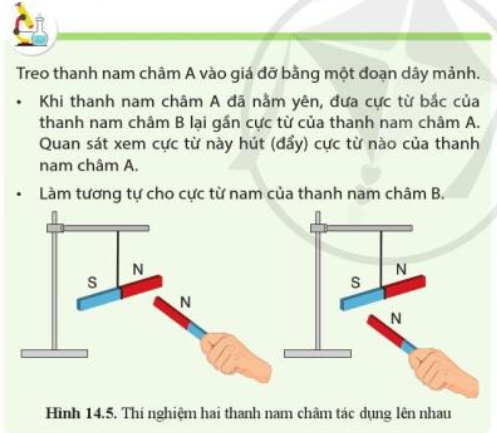 Treo thanh nam châm A vào giá đỡ bằng một đoạn dây mảnh.
• Khi thanh nam châm A đã nằm yên, đưa cực từ bắc của
thanh nam châm B lại gần cực từ của thanh nam châm A.
Quan sát xem cực từ này hút (đẩy) cực từ nào của thanh
nam châm A.
• Làm tương tự cho cực từ nam của thanh nam châm B.
S N
N
S N
N
Hình 14.5. Thí nghiệm hai thanh nam châm tác dụng lên nhau